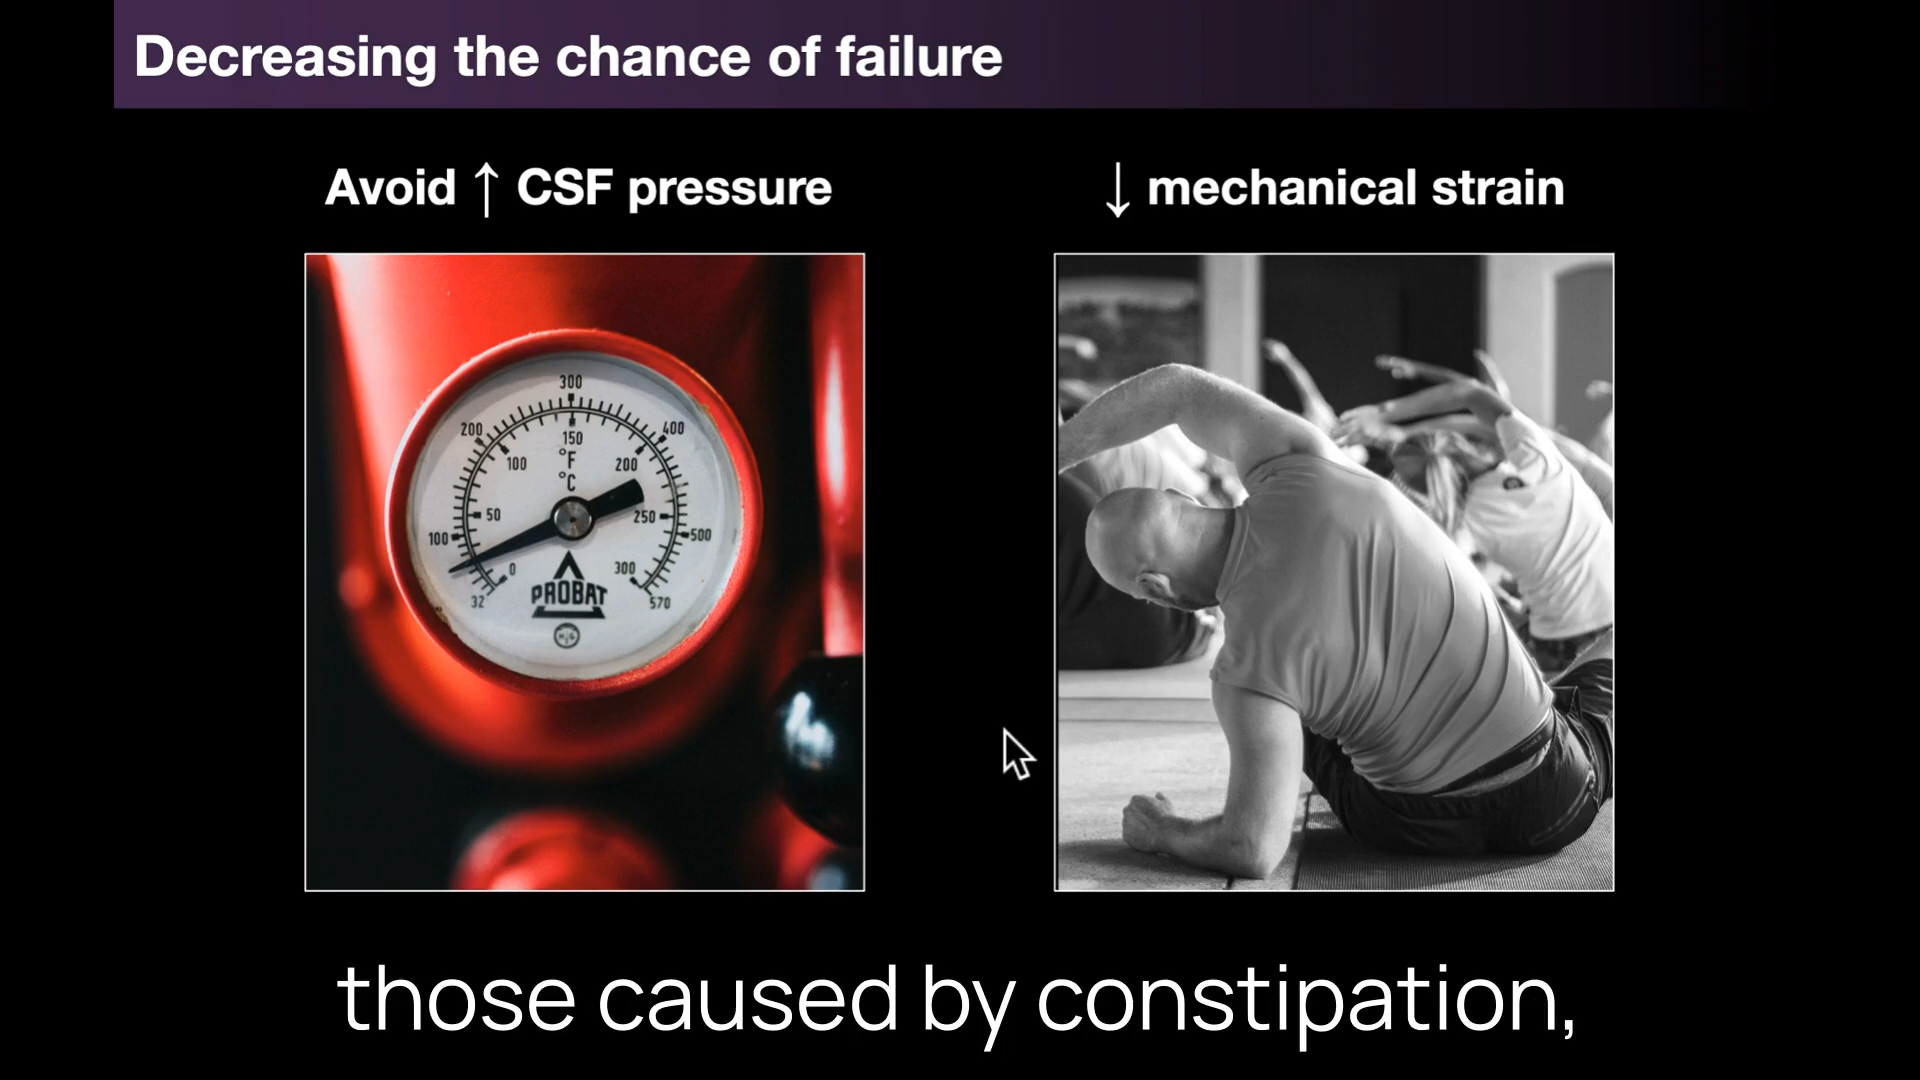 Decreasing the chance of failure
Avoid ↑ CSF pressure
↓ mechanical strain
300
200
400
150
°F
100
200
°C
50
250
100
500
0
300
32
570
PROBAT
those caused by constipation,